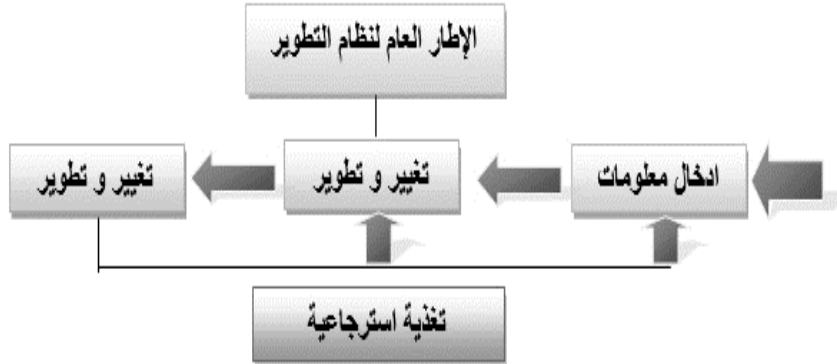 الإطار العام لنظام التطوير
ادخال معلومات
تغيير و تطوير
تغيير و تطوير
تغذية استرجاعية